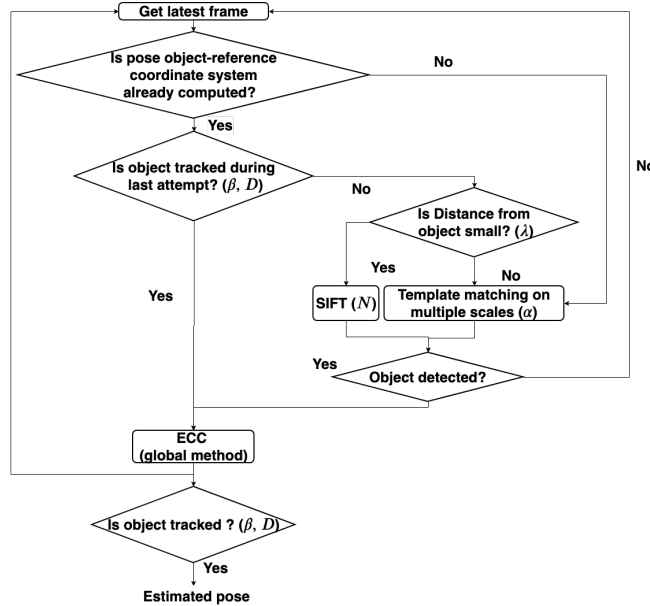 Get latest frame
Is pose object-reference
coordinate system
already computed?
No
Yes
Is object tracked during
last attempt? (β, D)
No
No
Is Distance from
object small? (λ)
Yes
Yes
No
SIFT (N)
Template matching on
multiple scales (α)
Yes
Object detected?
ECC
(global method)
Is object tracked ? (β, D)
Yes
Estimated pose